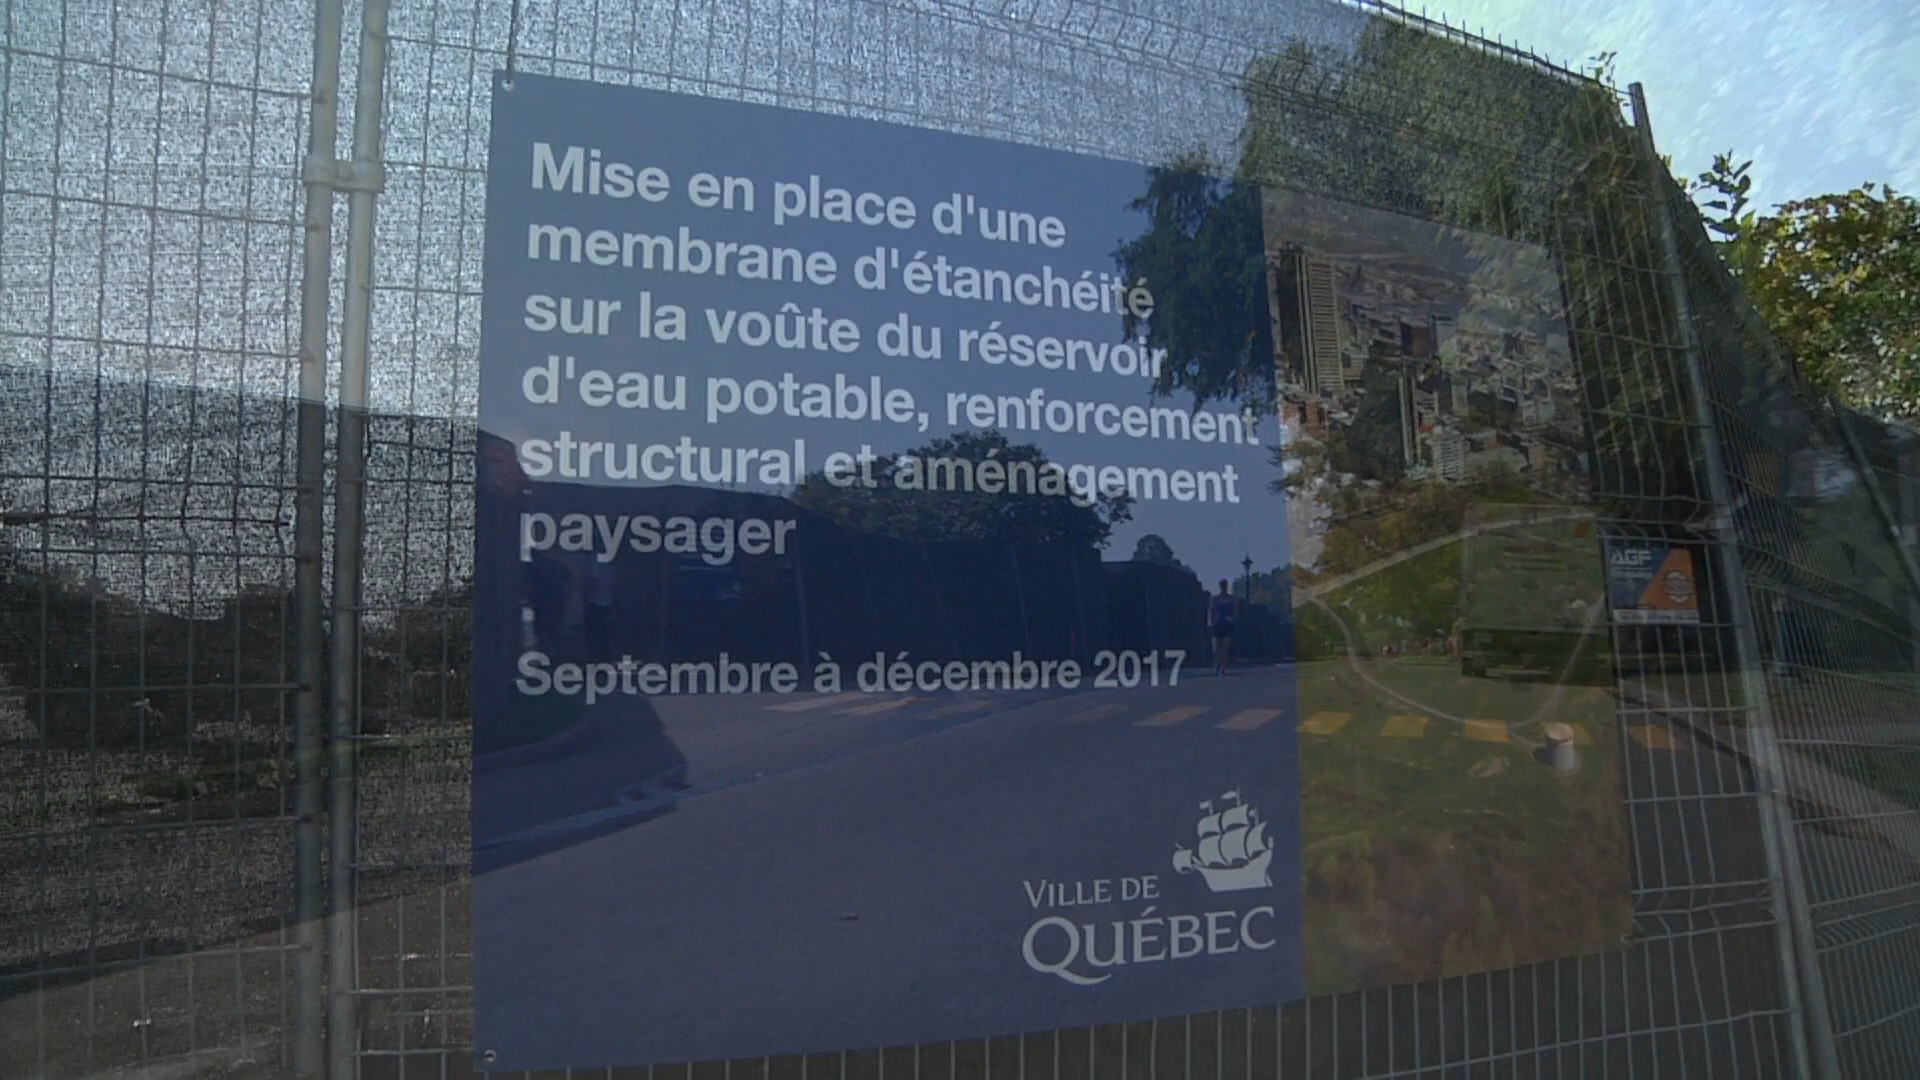 Mise en place d'une
membrane d'étanchéité
sur la voûte du réservoir
d'eau potable, renforcement
structural et aménagement
paysager
Septembre à décembre 2017
VILLE DE
QUÉBEC
AGF